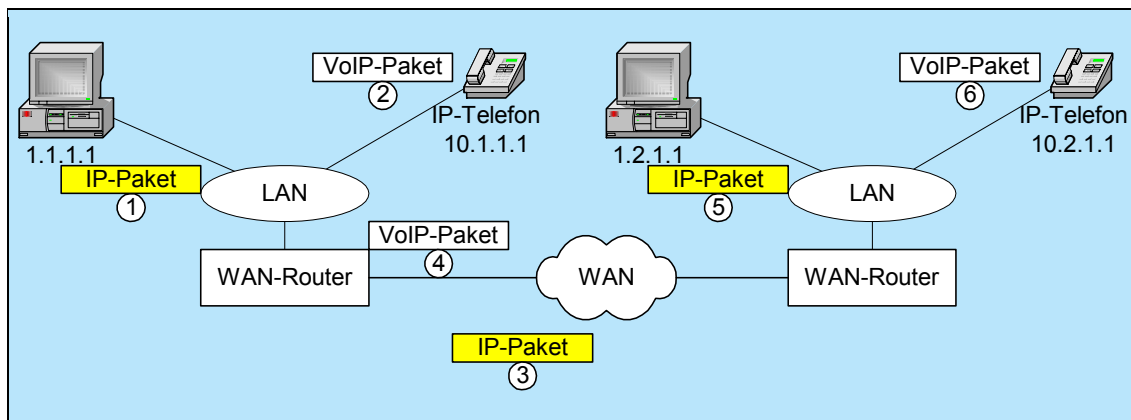 VoIP-Paket
2
IP-Telefon
10.1.1.1
1.1.1.1
IP-Paket
1
LAN
VoIP-Paket
4
WAN-Router
WAN
IP-Paket
3
VoIP-Paket
6
IP-Telefon
10.2.1.1
1.2.1.1
IP-Paket
5
LAN
WAN-Router